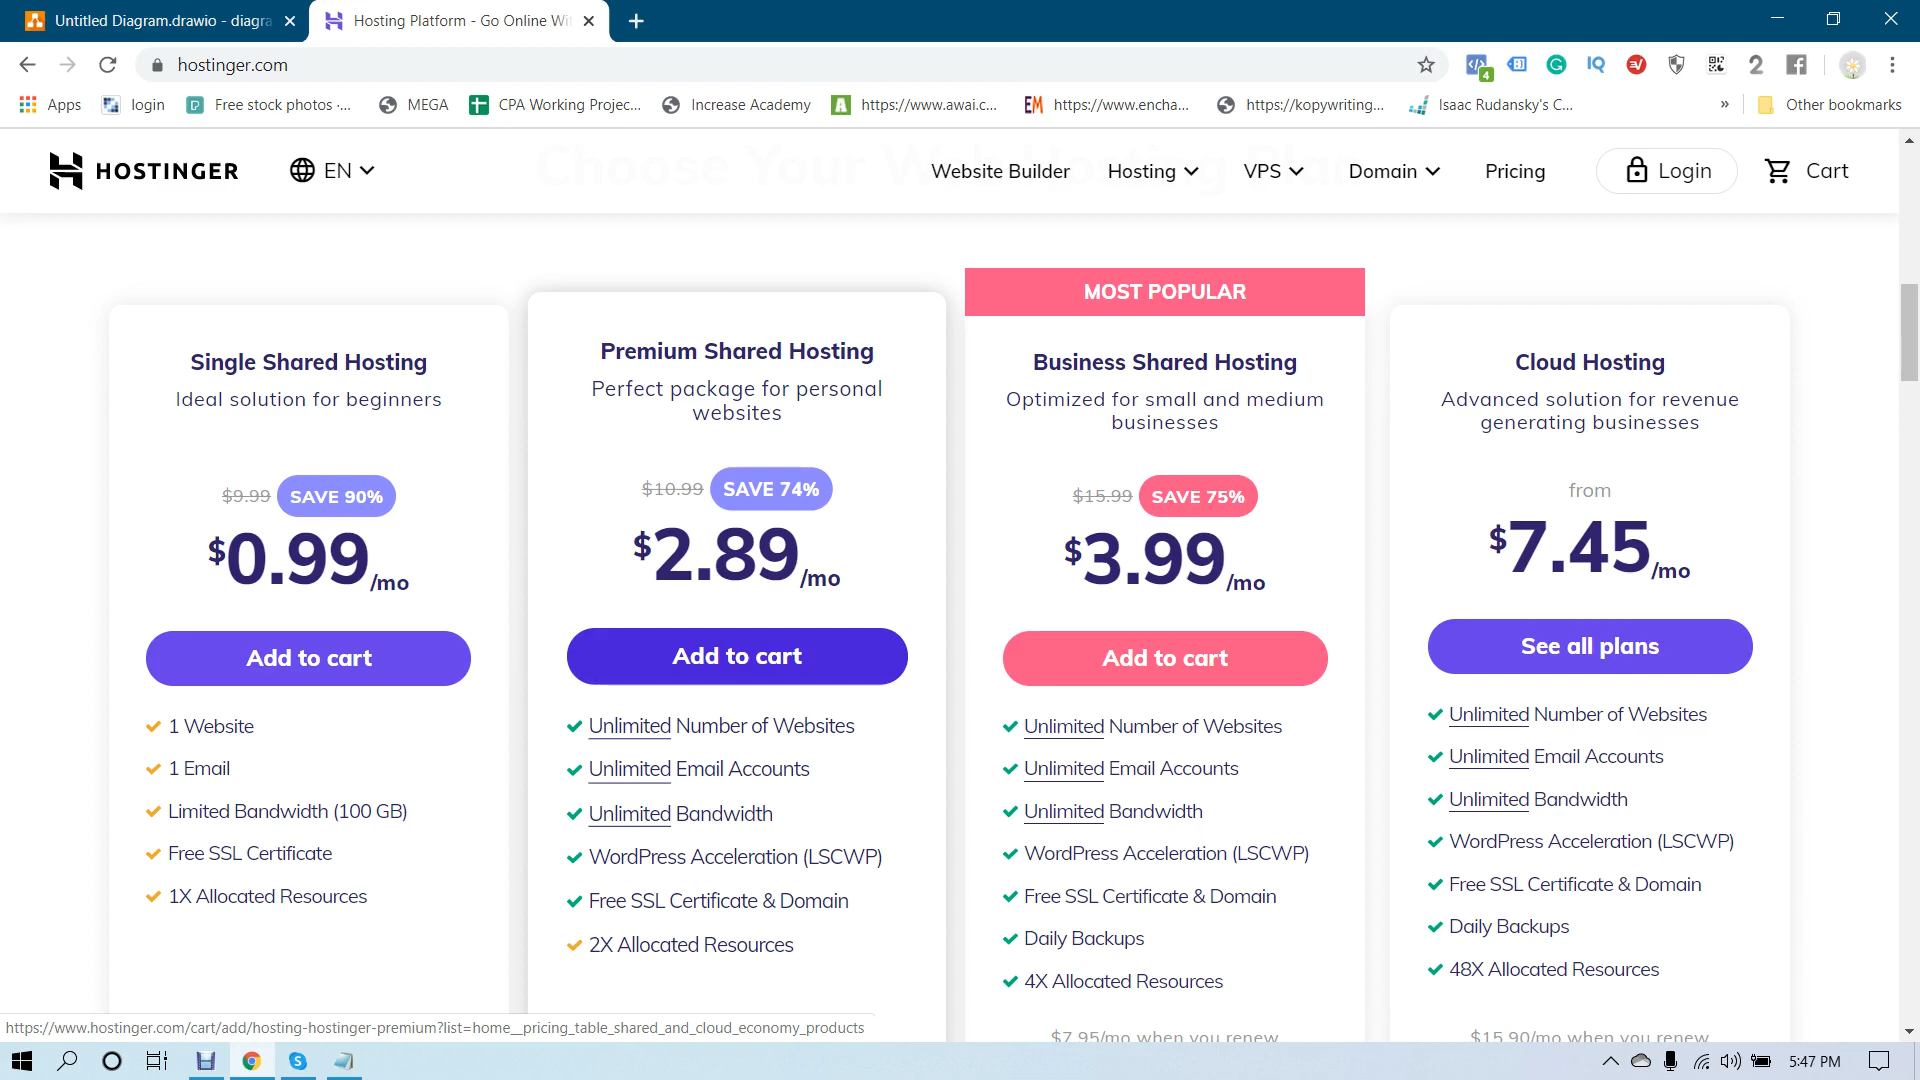 Untitled Diagram.drawio - diagra
Hosting Platform - Go Online Wi
hostinger.com
4
Apps
login
Free stock photos ·...
MEGA
CPA Working Projec...
Increase Academy
https://www.awai.c...
EM
https://www.encha...
https://kopywriting...
Isaac Rudansky's C...
»
Other bookmarks
HOSTINGER
EN
Choose Your Web Hosting Plan
Website Builder
Hosting
VPS
Domain
Pricing
Login
Cart
Single Shared Hosting
Ideal solution for beginners
$9.99 SAVE 90%
$0.99/mo
Add to cart
1 Website
1 Email
Limited Bandwidth (100 GB)
Free SSL Certificate
1X Allocated Resources
Premium Shared Hosting
Perfect package for personal
websites
$10.99 SAVE 74%
$2.89/mo
Add to cart
Unlimited Number of Websites
Unlimited Email Accounts
Unlimited Bandwidth
WordPress Acceleration (LSCWP)
Free SSL Certificate & Domain
2X Allocated Resources
MOST POPULAR
Business Shared Hosting
Optimized for small and medium
businesses
$15.99 SAVE 75%
$3.99/mo
Add to cart
Unlimited Number of Websites
Unlimited Email Accounts
Unlimited Bandwidth
WordPress Acceleration (LSCWP)
Free SSL Certificate & Domain
Daily Backups
4X Allocated Resources
$7.95/mo when you renew
Cloud Hosting
Advanced solution for revenue
generating businesses
from
$7.45/mo
See all plans
Unlimited Number of Websites
Unlimited Email Accounts
Unlimited Bandwidth
WordPress Acceleration (LSCWP)
Free SSL Certificate & Domain
Daily Backups
48X Allocated Resources
$15.90/mo when you renew
https://www.hostinger.com/cart/add/hosting-hostinger-premium?list=home__pricing_table_shared_and_cloud_economy_products
5:47 PM